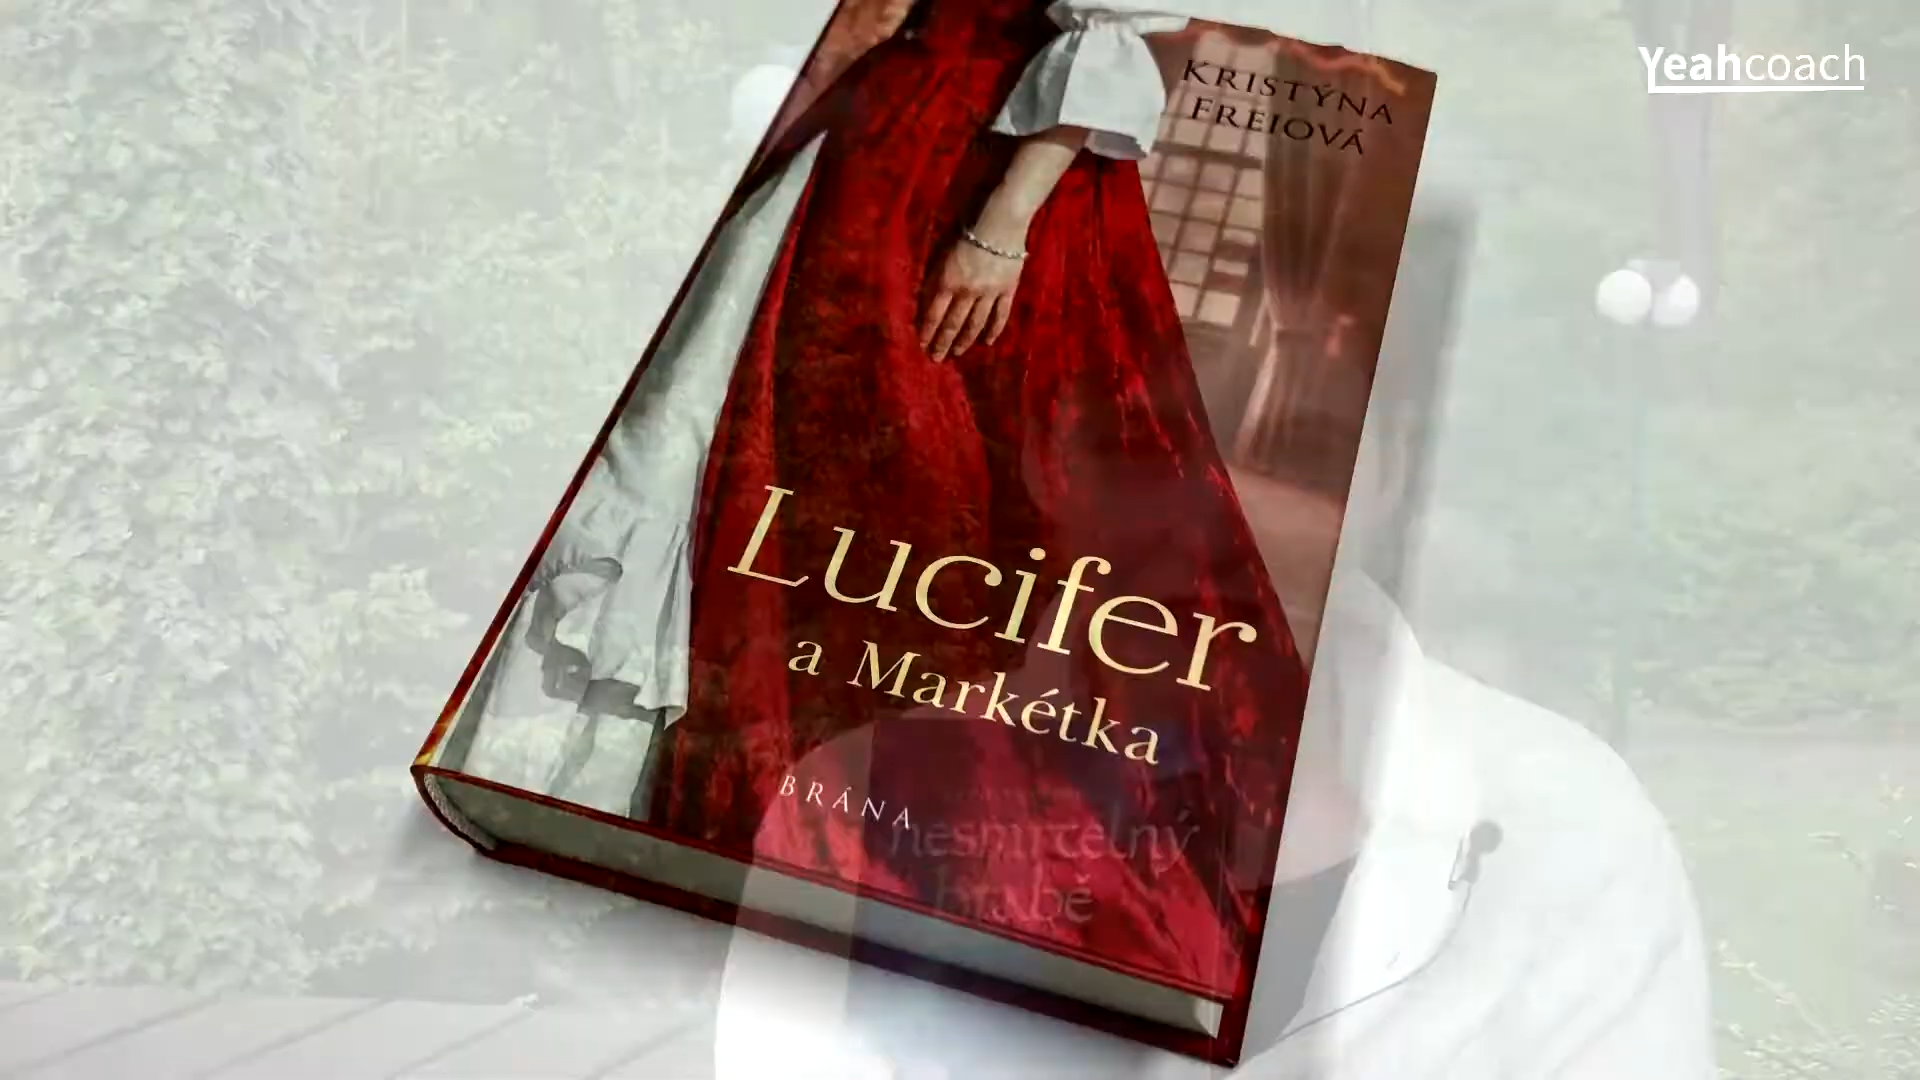 Yeahcoach
KRISTÝNA
FREIOVÁ
Lucifer
a Markétka
BRÁNA
nesmrtelný
hrabě